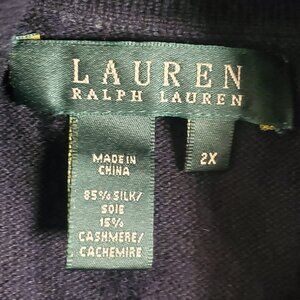 LAUREN
RALPH LAUREN
2X
MADE IN
CHINA
85% SILK/
SOIE
15%
CASHMERE/
CACHEMIRE